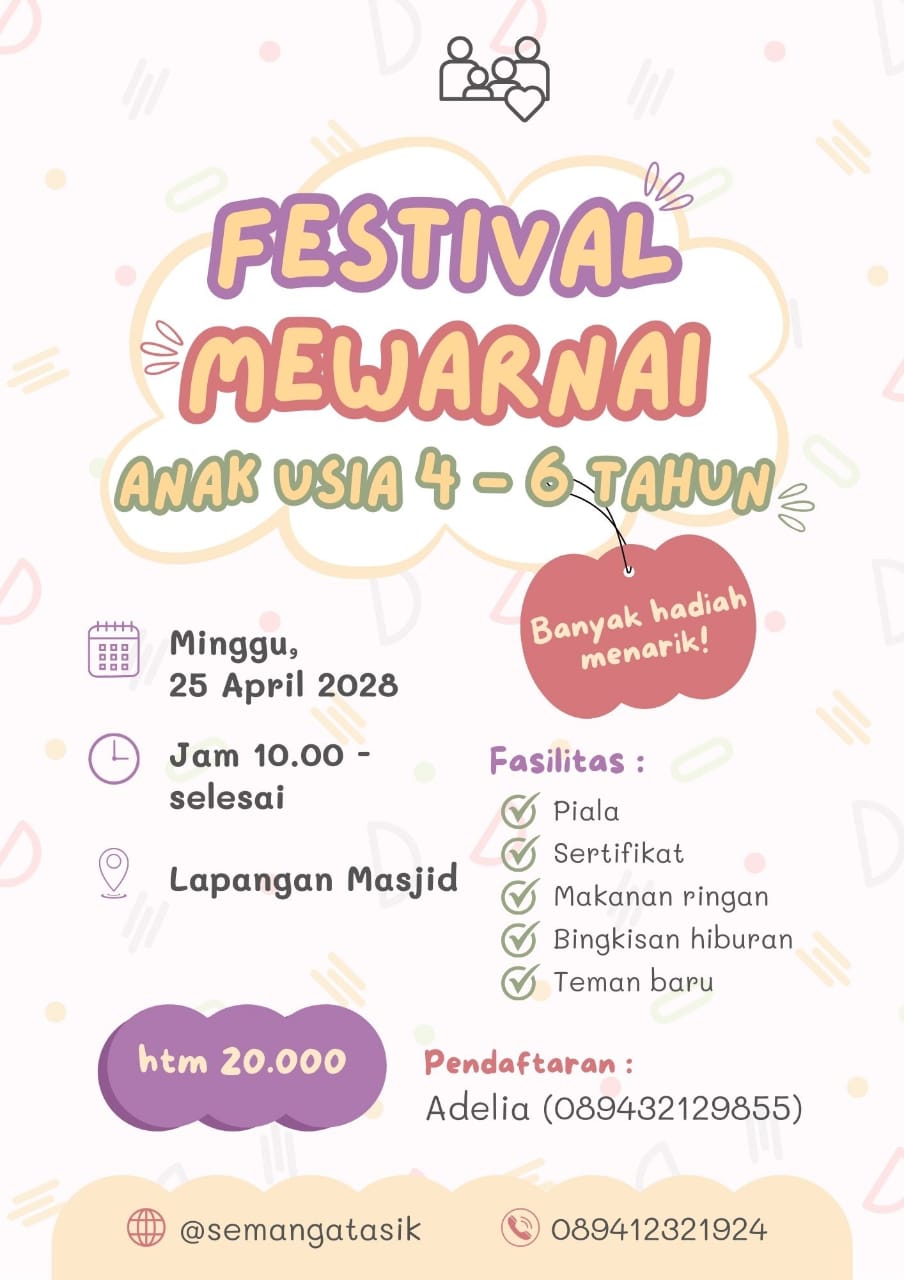 FESTIVAL
MEWARNAI
ANAK USIA 4 - 6 TAHUN
Banyak hadiah
menarik!
Minggu,
25 April 2028
Jam 10.00 -
selesai
Lapangan Masjid
Fasilitas :
Piala
Sertifikat
Makanan ringan
Bingkisan hiburan
Teman baru
htm 20.000
Pendaftaran :
Adelia (089432129855)
@semangatasik
089412321924